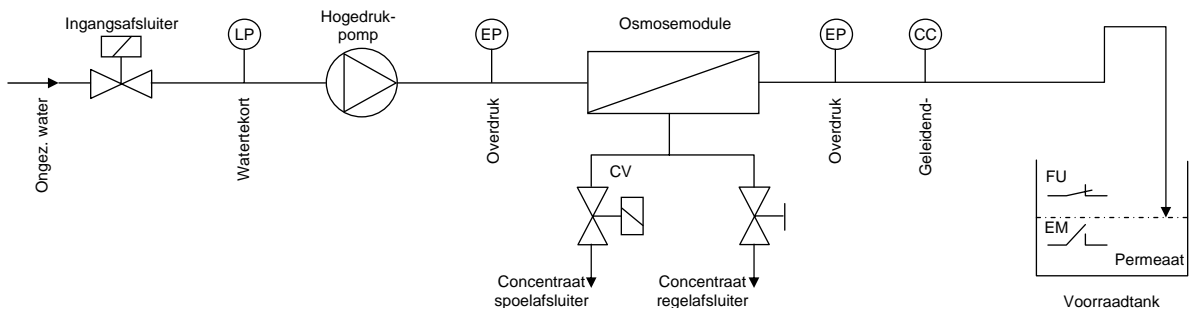 Ingangsafsluiter
LP
Hogedruk-
pomp
EP
Osmosemodule
EP
CC
Ongez. water
Watertekort
Overdruk
Overdruk
Geleidend-
CV
Concentraat
spoelafsluiter
Concentraat
regelafsluiter
FU
EM
Permeaat
Voorraadtank